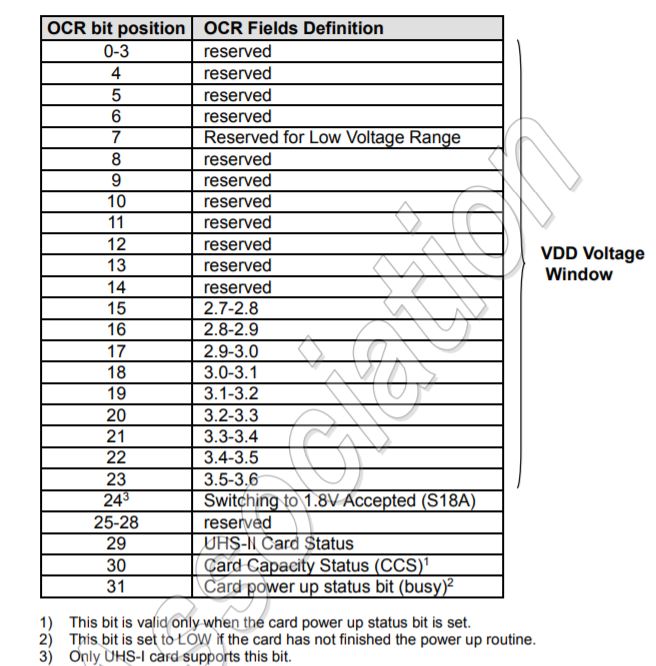 OCR bit position OCR Fields Definition
0-3 reserved
4 reserved
5 reserved
6 reserved
7 Reserved for Low Voltage Range
8 reserved
9 reserved
10 reserved
11 reserved
12 reserved
13 reserved
14 reserved
15 2.7-2.8
16 2.8-2.9
17 2.9-3.0
18 3.0-3.1
19 3.1-3.2
20 3.2-3.3
21 3.3-3.4
22 3.4-3.5
23 3.5-3.6
24³ Switching to 1.8V Accepted (S18A)
25-28 reserved
29 UHS-II Card Status
30 Card Capacity Status (CCS)¹
31 Card power up status bit (busy)²
VDD Voltage
Window
1) This bit is valid only when the card power up status bit is set.
2) This bit is set to LOW if the card has not finished the power up routine.
3) Only UHS-I card supports this bit.
ssociation